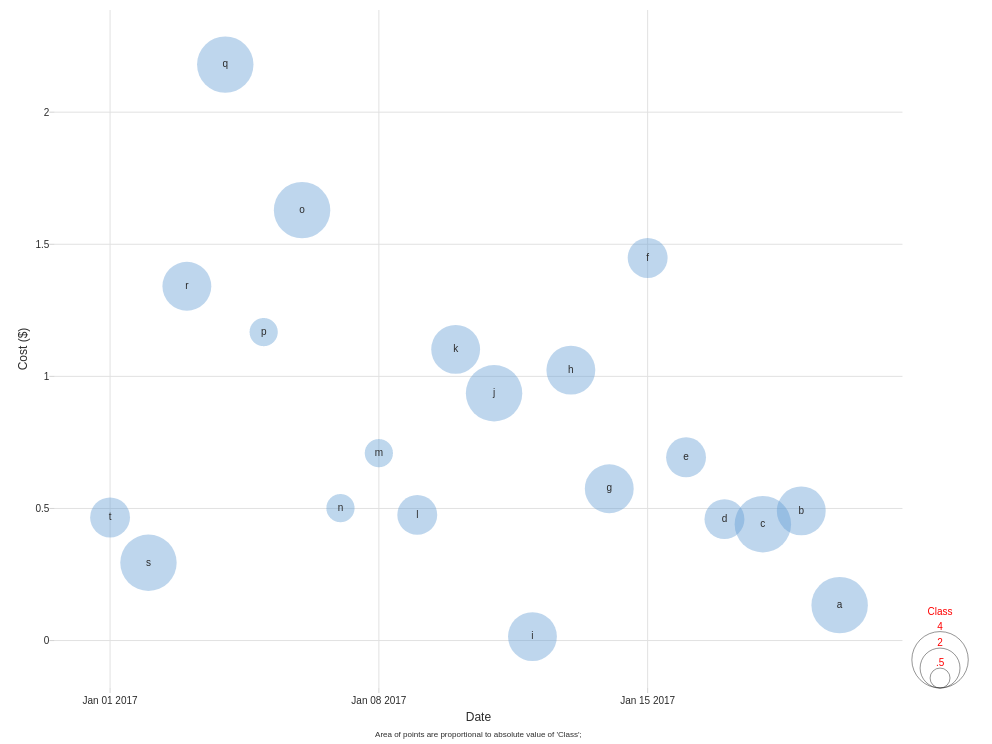 q
2
o
1.5
f
r
p
Cost ($)
k
h
1
j
m
e
g
n
0.5
t
l
d
c
b
s
a
Class
4
2
.5
i
0
Jan 01 2017
Jan 08 2017
Jan 15 2017
Date
Area of points are proportional to absolute value of 'Class';